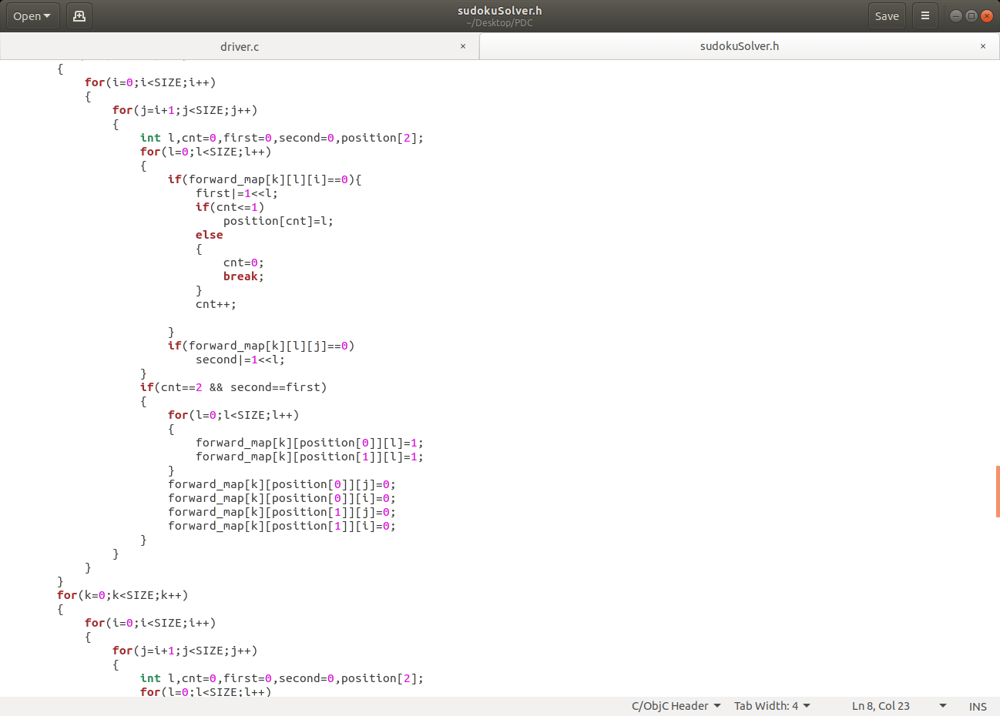 Open Save
sudokuSolver.h
~/Desktop/PDC
driver.c × sudokuSolver.h ×
{
for(i=0;i<SIZE;i++)
{
for(j=i+1;j<SIZE;j++)
{
int l,cnt=0,first=0,second=0,position[2];
for(l=0;l<SIZE;l++)
{
if(forward_map[k][l][i]==0){
first|=1<<l;
if(cnt<=1)
position[cnt]=l;
else
{
cnt=0;
break;
}
cnt++;
}
if(forward_map[k][l][j]==0)
second|=1<<l;
}
if(cnt==2 && second==first)
{
for(l=0;l<SIZE;l++)
{
forward_map[k][position[0]][l]=1;
forward_map[k][position[1]][l]=1;
}
forward_map[k][position[0]][j]=0;
forward_map[k][position[0]][i]=0;
forward_map[k][position[1]][j]=0;
forward_map[k][position[1]][i]=0;
}
}
}
}
for(k=0;k<SIZE;k++)
{
for(i=0;i<SIZE;i++)
{
for(j=i+1;j<SIZE;j++)
{
int l,cnt=0,first=0,second=0,position[2];
for(l=0;l<SIZE;l++)
C/ObjC Header Tab Width: 4 Ln 8, Col 23 INS